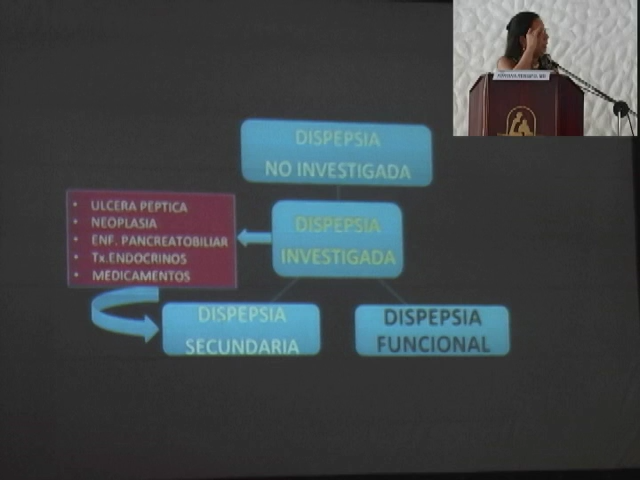 DISPEPSIA
NO INVESTIGADA
• ULCERA PEPTICA
• NEOPLASIA
• ENF. PANCREATOBILIAR
• Tx.ENDOCRINOS
• MEDICAMENTOS
DISPEPSIA
INVESTIGADA
DISPEPSIA
SECUNDARIA
DISPEPSIA
FUNCIONAL